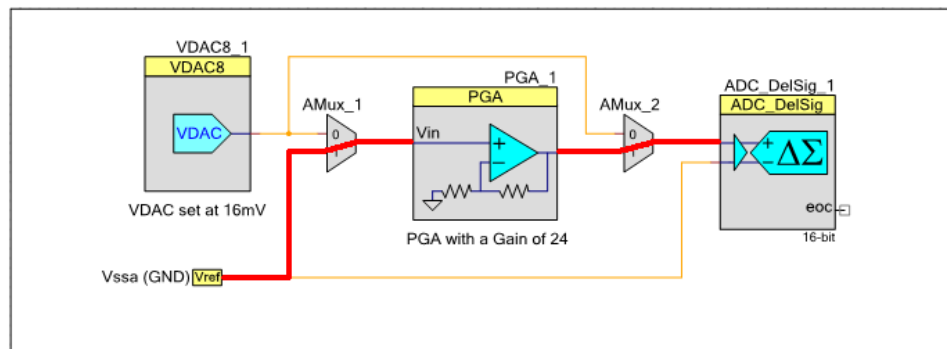 VDAC8_1
VDAC8
VDAC
VDAC set at 16mV
AMux_1
0
1
PGA_1
PGA
Vin
+
−
PGA with a Gain of 24
AMux_2
0
1
ADC_DelSig_1
ADC_DelSig
+
−
ΔΣ
eoc
16-bit
Vssa (GND) Vref